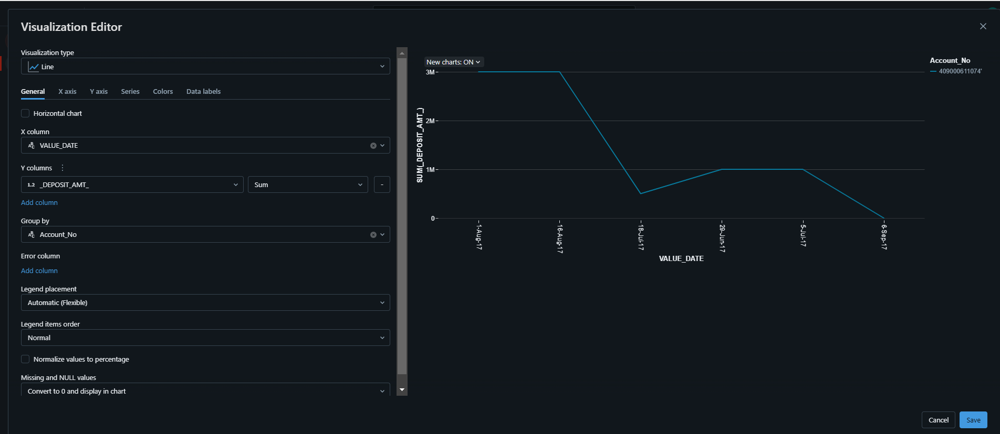 Visualization Editor
Visualization type
Line
General X axis Y axis Series Colors Data labels
Horizontal chart
X column
ABC VALUE_DATE
Y columns
1.2 _DEPOSIT_AMT_ Sum -
Add column
Group by
ABC Account_No
Error column
Add column
Legend placement
Automatic (Flexible)
Legend items order
Normal
Normalize values to percentage
Missing and NULL values
Convert to 0 and display in chart
New charts: ON
3M
2M
1M
0
SUM(_DEPOSIT_AMT_)
1-Aug-17
16-Aug-17
18-Jul-17
29-Jun-17
5-Jul-17
6-Sep-17
VALUE_DATE
Account_No
409000611074'
Cancel Save